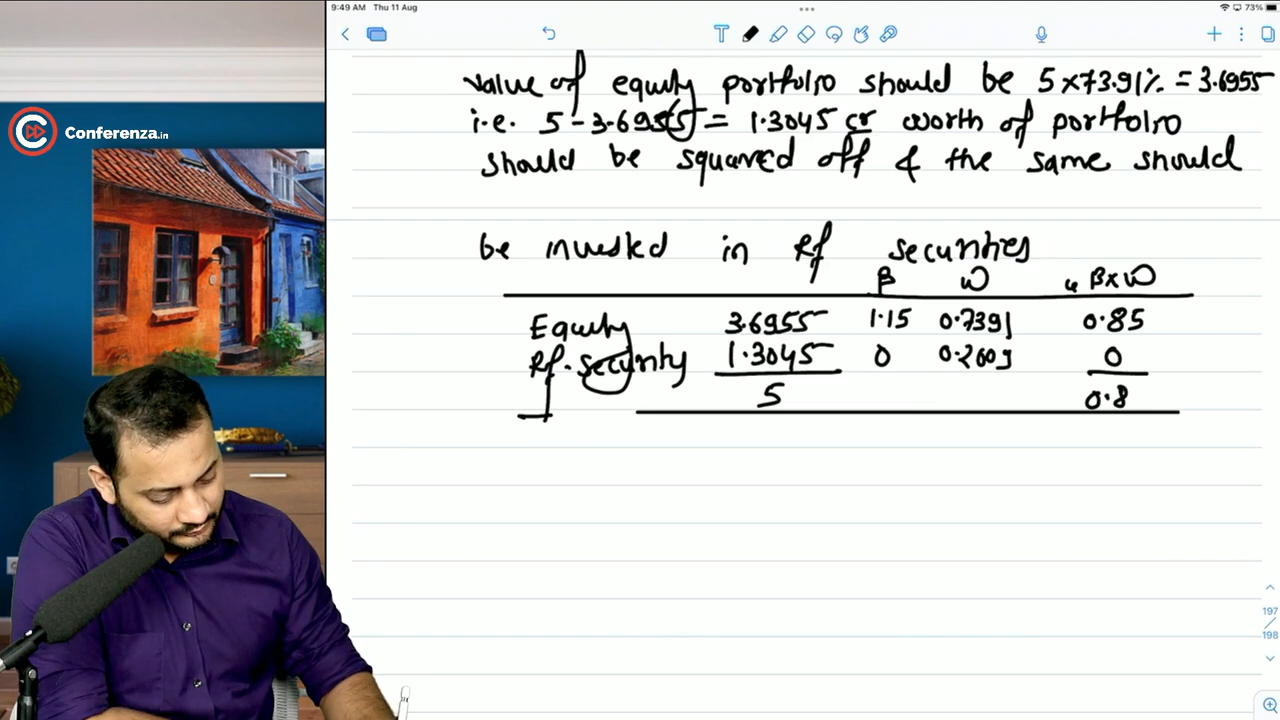 9:49 AM Thu 11 Aug
73%
Conferenza.in
value of equity portfolio should be 5 x 73.91% = 3.6955
i.e. 5 - 3.6955 = 1.3045 cr worth of portfolio
should be squared off & the same should
be invested in Rf securities
β W β x W
Equity 3.6955 1.15 0.7391 0.85
Rf. security 1.3045 0 0.2609 0
5 0.8
197
198